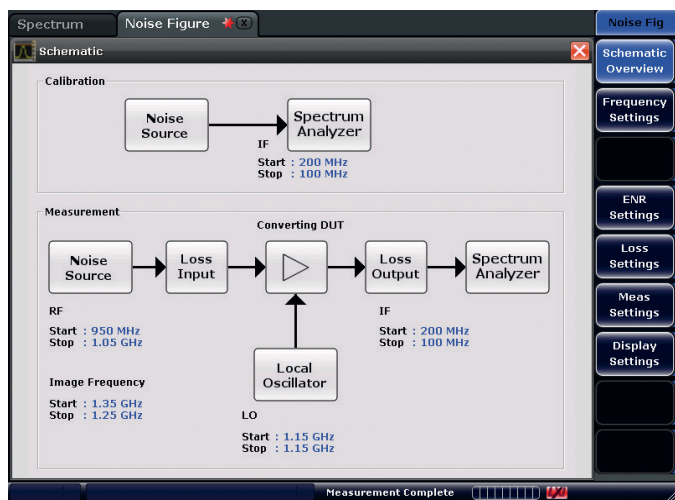 Spectrum
Noise Figure
x
Noise Fig
Schematic
Schematic
Overview
Frequency
Settings
ENR
Settings
Loss
Settings
Meas
Settings
Display
Settings
Calibration
Noise
Source
Spectrum
Analyzer
IF
Start : 200 MHz
Stop : 100 MHz
Measurement
Converting DUT
Noise
Source
Loss
Input
Loss
Output
Spectrum
Analyzer
RF
Start : 950 MHz
Stop : 1.05 GHz
IF
Start : 200 MHz
Stop : 100 MHz
Image Frequency
Start : 1.35 GHz
Stop : 1.25 GHz
Local
Oscillator
LO
Start : 1.15 GHz
Stop : 1.15 GHz
Measurement Complete